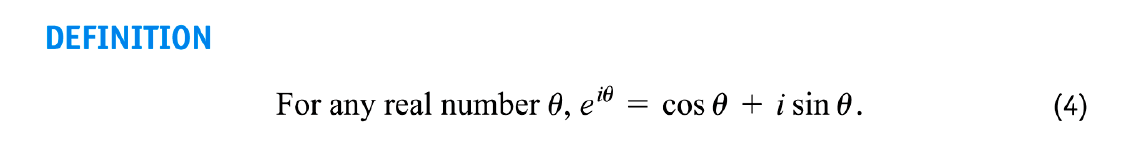 DEFINITION
For any real number θ, e^{iθ} = cos θ + i sin θ. (4)